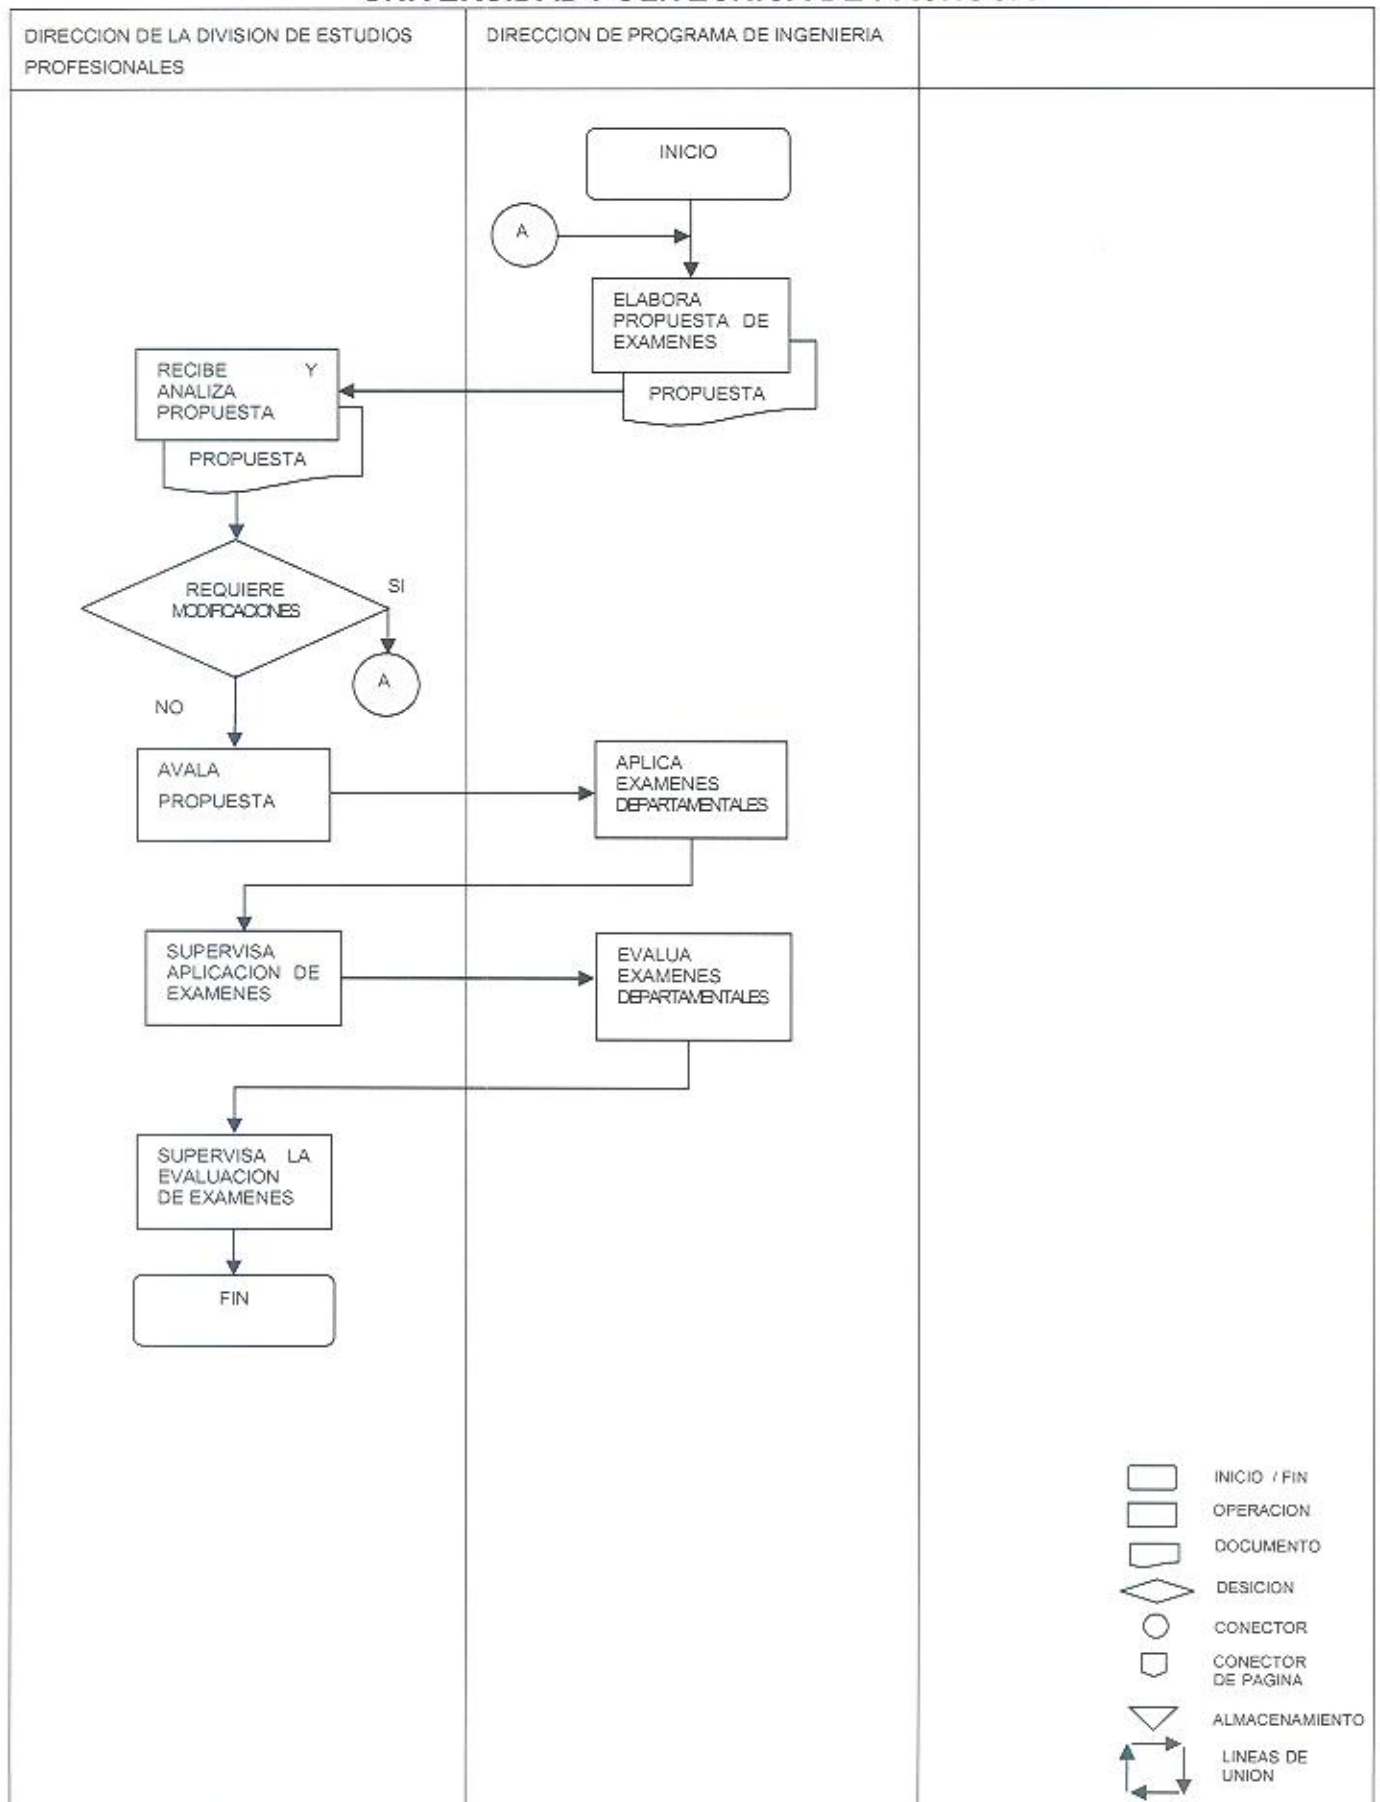 DIRECCION DE LA DIVISION DE ESTUDIOS
PROFESIONALES
DIRECCION DE PROGRAMA DE INGENIERIA
INICIO
A
ELABORA
PROPUESTA DE
EXAMENES
PROPUESTA
RECIBE Y
ANALIZA
PROPUESTA
PROPUESTA
REQUIERE
MODIFICACIONES
SI
A
NO
AVALA
PROPUESTA
APLICA
EXAMENES
DEPARTAMENTALES
SUPERVISA
APLICACION DE
EXAMENES
EVALUA
EXAMENES
DEPARTAMENTALES
SUPERVISA LA
EVALUACION
DE EXAMENES
FIN
INICIO / FIN
OPERACION
DOCUMENTO
DESICION
CONECTOR
CONECTOR
DE PAGINA
ALMACENAMIENTO
LINEAS DE
UNION